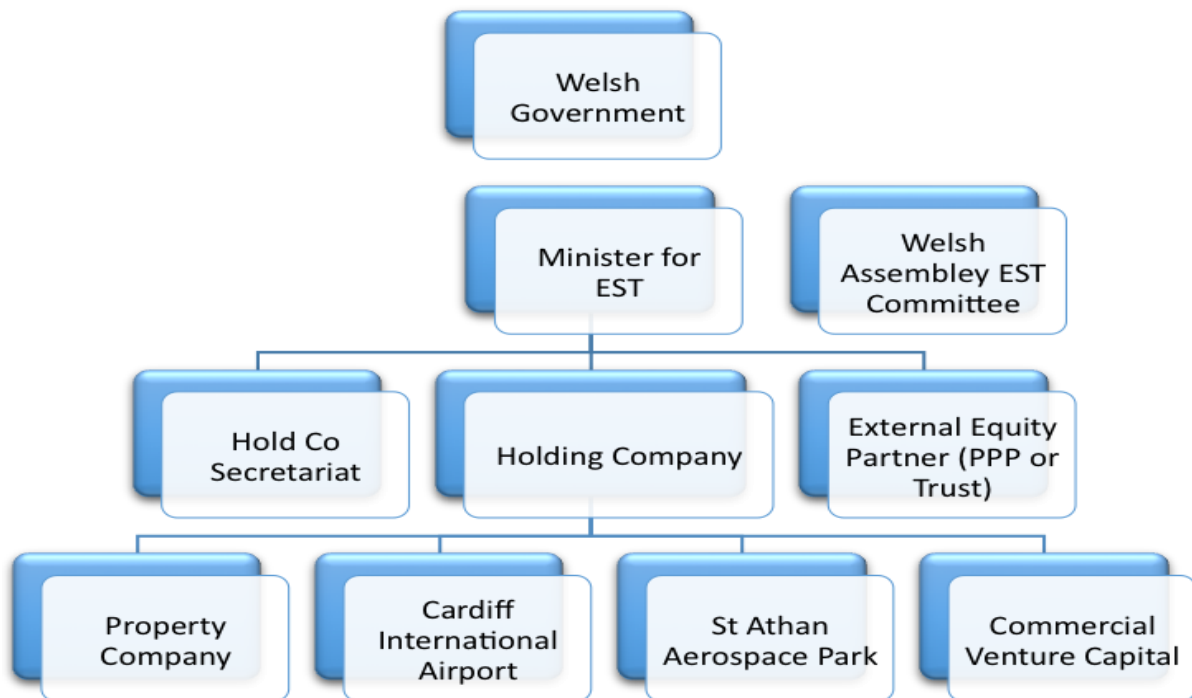 Welsh
Government
Minister for
EST
Welsh
Assembley EST
Committee
Hold Co
Secretariat
Holding Company
External Equity
Partner (PPP or
Trust)
Property
Company
Cardiff
International
Airport
St Athan
Aerospace Park
Commercial
Venture Capital